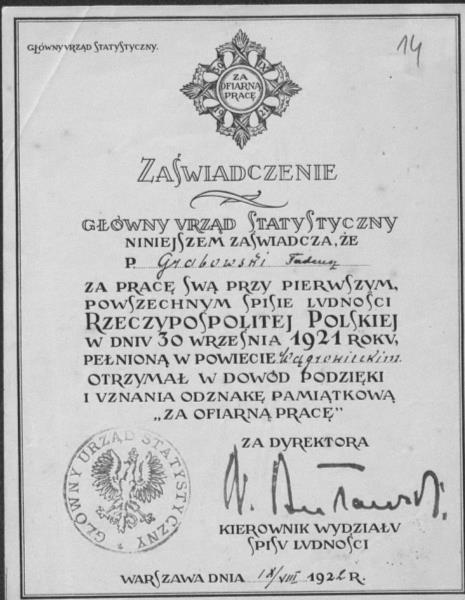 GŁÓWNY URZĄD STATYSTYCZNY.
14
ZA
OFIARNĄ
PRACĘ
19 21
ZAŚWIADCZENIE
GŁÓWNY URZĄD STATYSTYCZNY
NINIEJSZEM ZAŚWIADCZA, ŻE
P. Grabowski Tadeusz
ZA PRACĘ SWĄ PRZY PIERWSZYM,
POWSZECHNYM SPISIE LUDNOŚCI
RZECZYPOSPOLITEJ POLSKIEJ
W DNIU 30 WRZEŚNIA 1921 ROKU,
PEŁNIONĄ W POWIECIE Wągrowieckim
OTRZYMAŁ W DOWÓD PODZIĘKI
I UZNANIA ODZNAKĘ PAMIĄTKOWĄ
„ZA OFIARNĄ PRACĘ”
ZA DYREKTORA
GŁÓWNY URZĄD STATYSTYCZNY
KIEROWNIK WYDZIAŁU
SPISU LUDNOŚCI
WARSZAWA DNIA 18/VIII 1922 R.